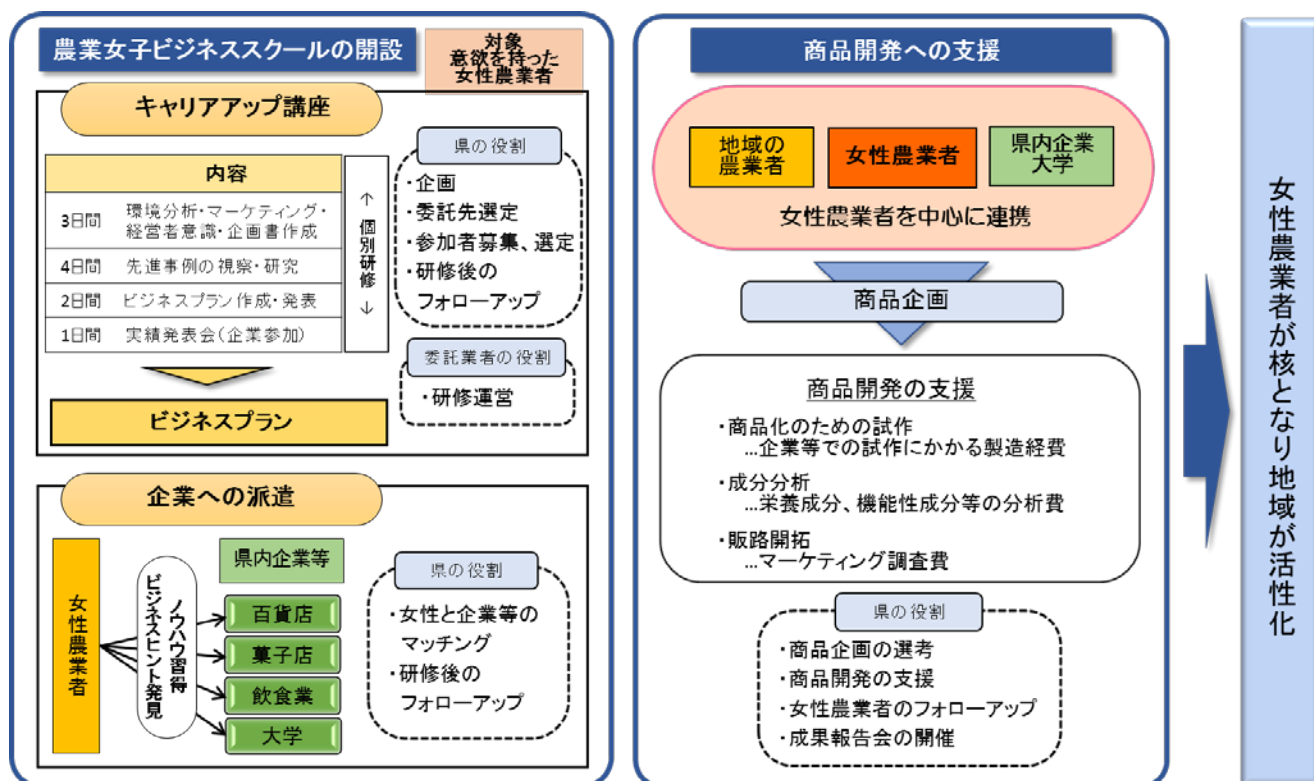 農業女子ビジネススクールの開設
対象
意欲を持った
女性農業者
キャリアアップ講座
内容
3日間
環境分析・マーケティング・
経営者意識・企画書作成
4日間
先進事例の視察・研究
2日間
ビジネスプラン作成・発表
1日間
実績発表会(企業参加)
↑個別研修↓
ビジネスプラン
県の役割
・企画
・委託先選定
・参加者募集、選定
・研修後の
フォローアップ
委託業者の役割
・研修運営
企業への派遣
女性農業者
ノウハウ習得
ビジネスヒント発見
県内企業等
百貨店
菓子店
飲食業
大学
県の役割
・女性と企業等の
マッチング
・研修後の
フォローアップ
商品開発への支援
地域の
農業者
女性農業者
県内企業
大学
女性農業者を中心に連携
商品企画
商品開発の支援
・商品化のための試作
…企業等での試作にかかる製造経費
・成分分析
…栄養成分、機能性成分等の分析費
・販路開拓
…マーケティング調査費
県の役割
・商品企画の選考
・商品開発の支援
・女性農業者のフォローアップ
・成果報告会の開催
女性農業者が核となり地域が活性化